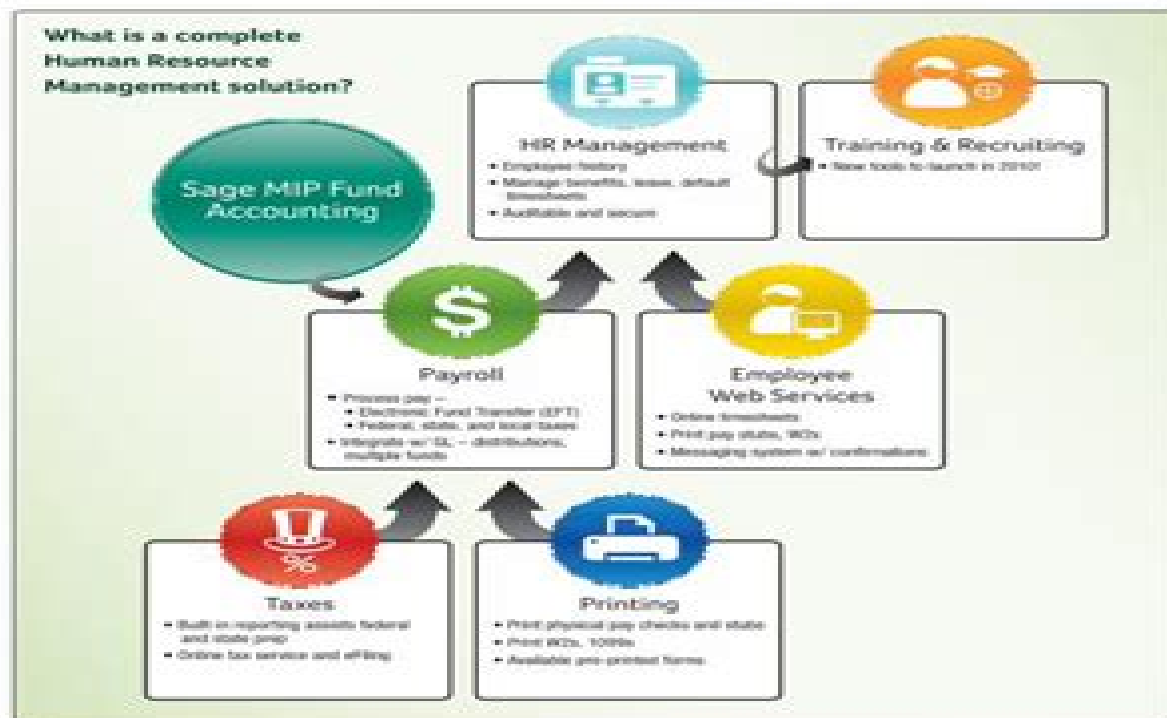 What is a complete
Human Resource
Management solution?
Sage MIP Fund
Accounting
HR Management
• Employee history
• Manage benefits, leave, default
timesheets
• Auditable and secure
Training & Recruiting
• New tools to launch in 2010!
Payroll
• Process pay –
• Electronic Fund Transfer (EFT)
• Federal, state, and local taxes
• Integrate w/ GL – distributions,
multiple funds
Employee
Web Services
• Online timesheets
• Print pay stubs, W2s
• Messaging system w/ confirmations
%
Taxes
• Built in reporting assets federal
and state prep
• Online tax service and eFiling
Printing
• Print physical pay checks and stubs
• Print W2s, 1099s
• Available pre-printed forms